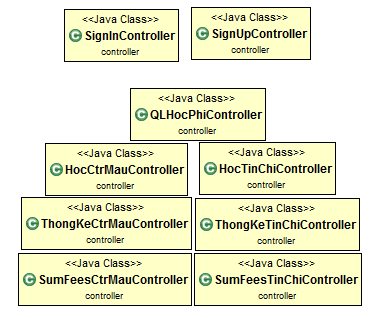 <<Java Class>>
SignInController
controller
<<Java Class>>
SignUpController
controller
<<Java Class>>
QLHocPhiController
controller
<<Java Class>>
HocCtrMauController
controller
<<Java Class>>
HocTinChiController
controller
<<Java Class>>
ThongKeCtrMauController
controller
<<Java Class>>
ThongKeTinChiController
controller
<<Java Class>>
SumFeesCtrMauController
controller
<<Java Class>>
SumFeesTinChiController
controller